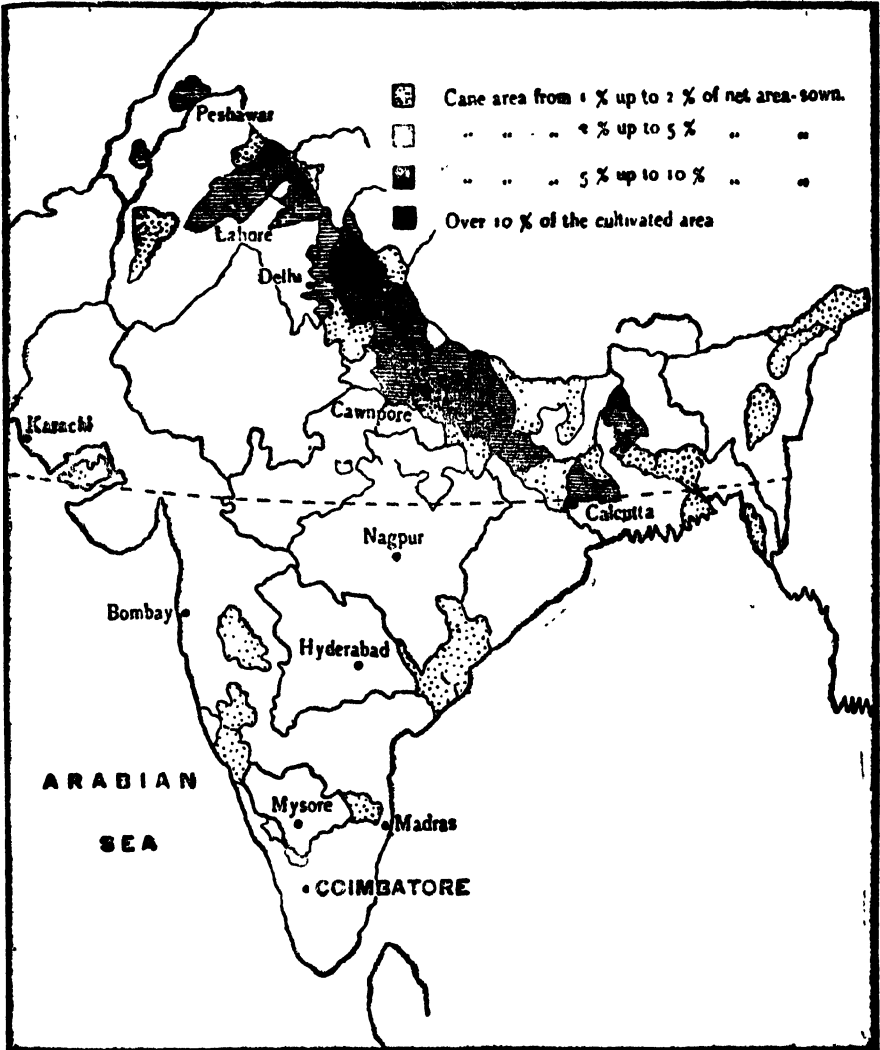 Cane area from 1 % up to 2 % of net area-sown.
" " " 2 % up to 5 % " "
" " " 5 % up to 10 % " "
Over 10 % of the cultivated area
Peshawar
Lahore
Delhi
Cawnpore
Karachi
Calcutta
Nagpur
Bombay
Hyderabad
ARABIAN
SEA
Mysore
Madras
COIMBATORE